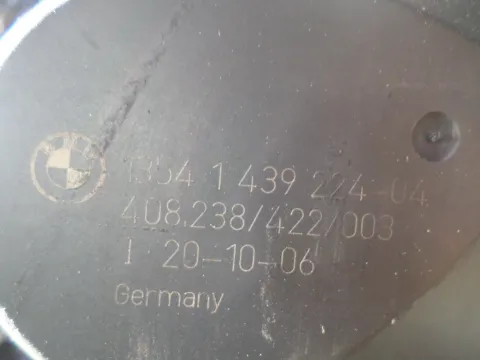 1354 1 439 224-04
408.238/422/003
I 20-10-06
Germany